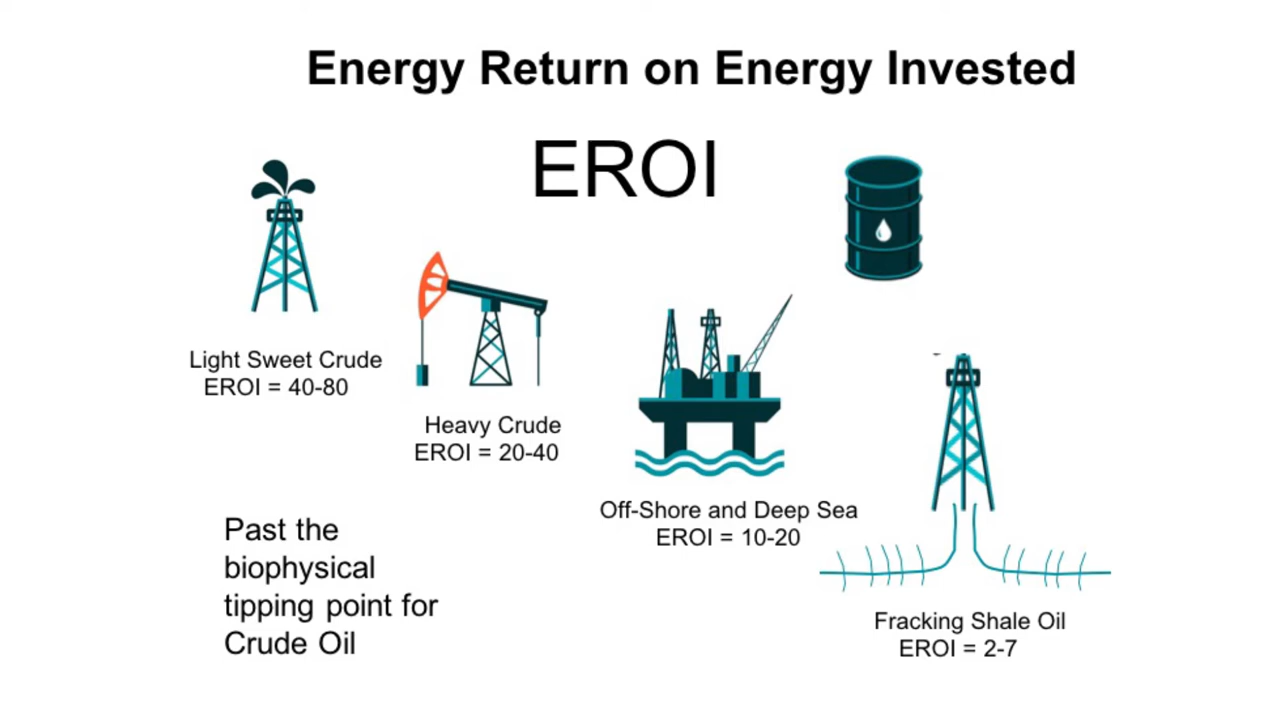 Energy Return on Energy Invested
EROI
Light Sweet Crude
EROI = 40-80
Heavy Crude
EROI = 20-40
Off-Shore and Deep Sea
EROI = 10-20
Past the
biophysical
tipping point for
Crude Oil
Fracking Shale Oil
EROI = 2-7